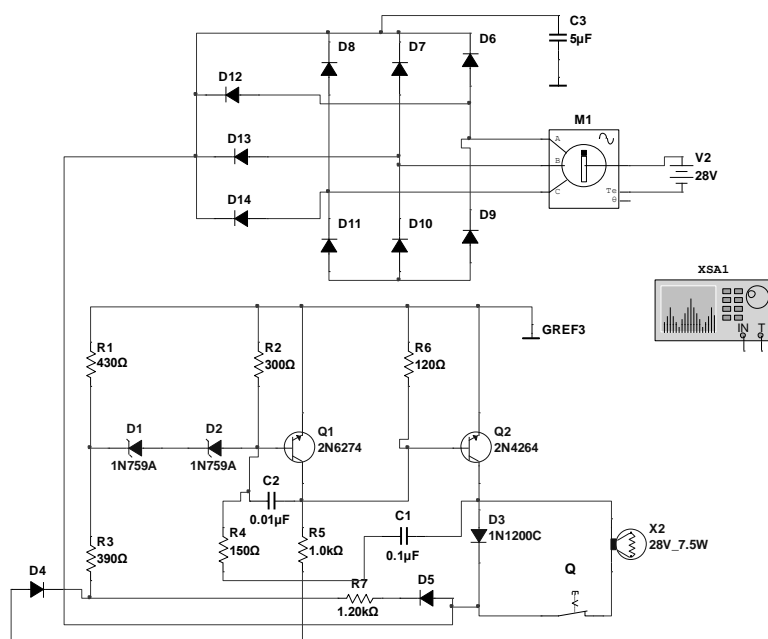 C3
5µF
D8
D7
D6
D12
M1
A
B
C
Te
θ
V2
28V
D13
D14
D11
D10
D9
XSA1
IN
T
GREF3
R1
430Ω
R2
300Ω
R6
120Ω
D1
1N759A
D2
1N759A
Q1
2N6274
Q2
2N4264
C2
0.01µF
C1
0.1µF
R3
390Ω
R4
150Ω
R5
1.0kΩ
D3
1N1200C
X2
28V_7.5W
D4
R7
1.20kΩ
D5
Q